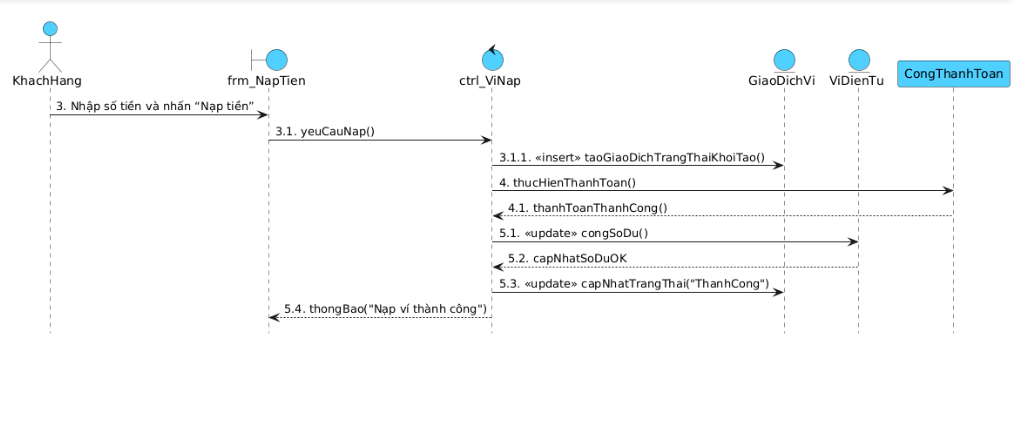 KhachHang
frm_NapTien
ctrl_ViNap
GiaoDichVi
ViDienTu
CongThanhToan
3. Nhập số tiền và nhấn “Nạp tiền”
3.1. yeuCauNap()
3.1.1. «insert» taoGiaoDichTrangThaiKhoiTao()
4. thucHienThanhToan()
4.1. thanhToanThanhCong()
5.1. «update» congSoDu()
5.2. capNhatSoDuOK
5.3. «update» capNhatTrangThai("ThanhCong")
5.4. thongBao("Nạp ví thành công")